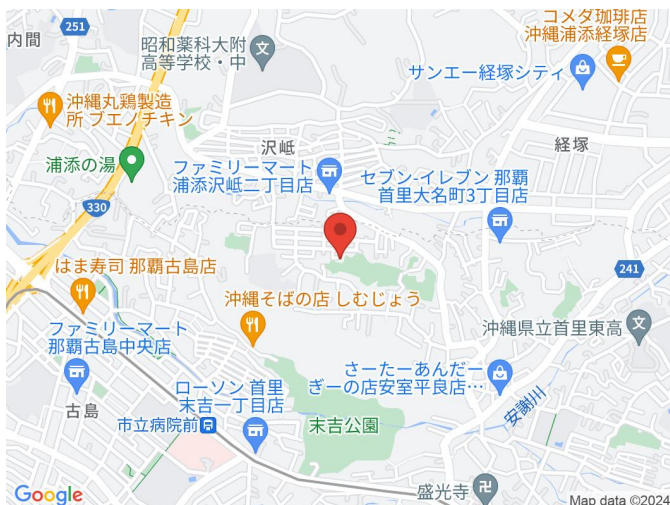 コメダ珈琲店
沖縄浦添経塚店
251
内間
昭和薬科大附
高等学校・中
サンエー経塚シティ
沖縄丸鶏製造
所 ブエノチキン
沢岻
経塚
浦添の湯
ファミリーマート
浦添沢岻二丁目店
セブン-イレブン 那覇
首里大名町3丁目店
330
はま寿司 那覇古島店
241
沖縄そばの店 しむじょう
沖縄県立首里東高
ファミリーマート
那覇古島中央店
さーたーあんだー
ぎーの店安室平良店…
ローソン 首里
末吉一丁目店
安謝川
古島
市立病院前
末吉公園
盛光寺
Google
Map data ©2024